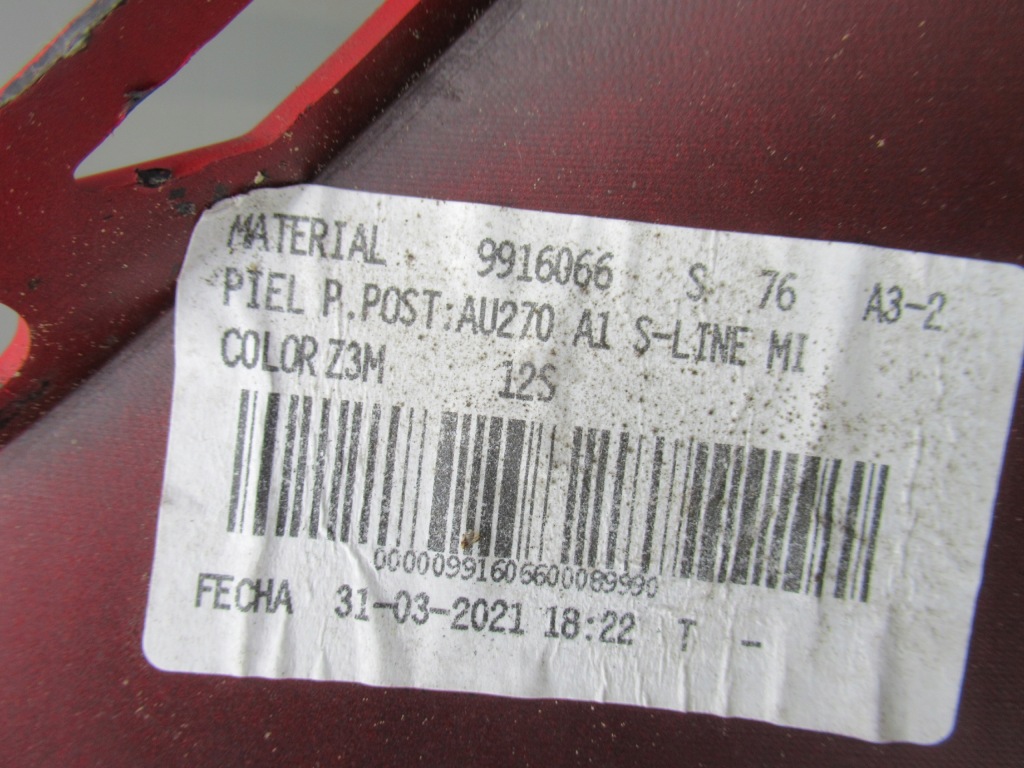 MATERIAL 9916066 S. 76 A3-2
PIEL P.POST:AU270 A1 S-LINE MI
COLOR Z3M 12S
00000991606600089990
FECHA 31-03-2021 18:22 T -